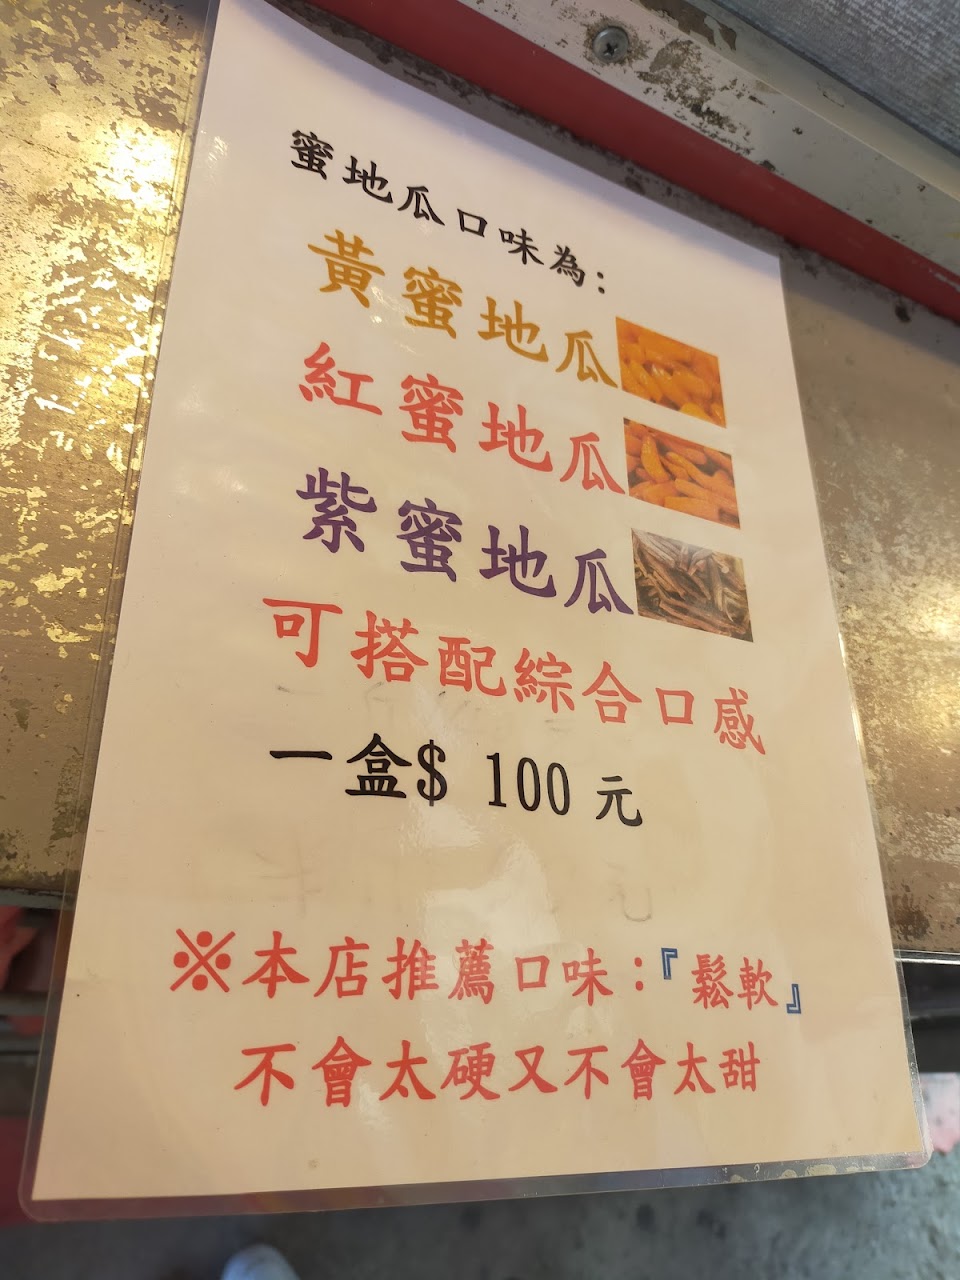 蜜地瓜口味為:
黃蜜地瓜
紅蜜地瓜
紫蜜地瓜
可搭配綜合口感
一盒$ 100 元
※本店推薦口味:『鬆軟』
不會太硬又不會太甜